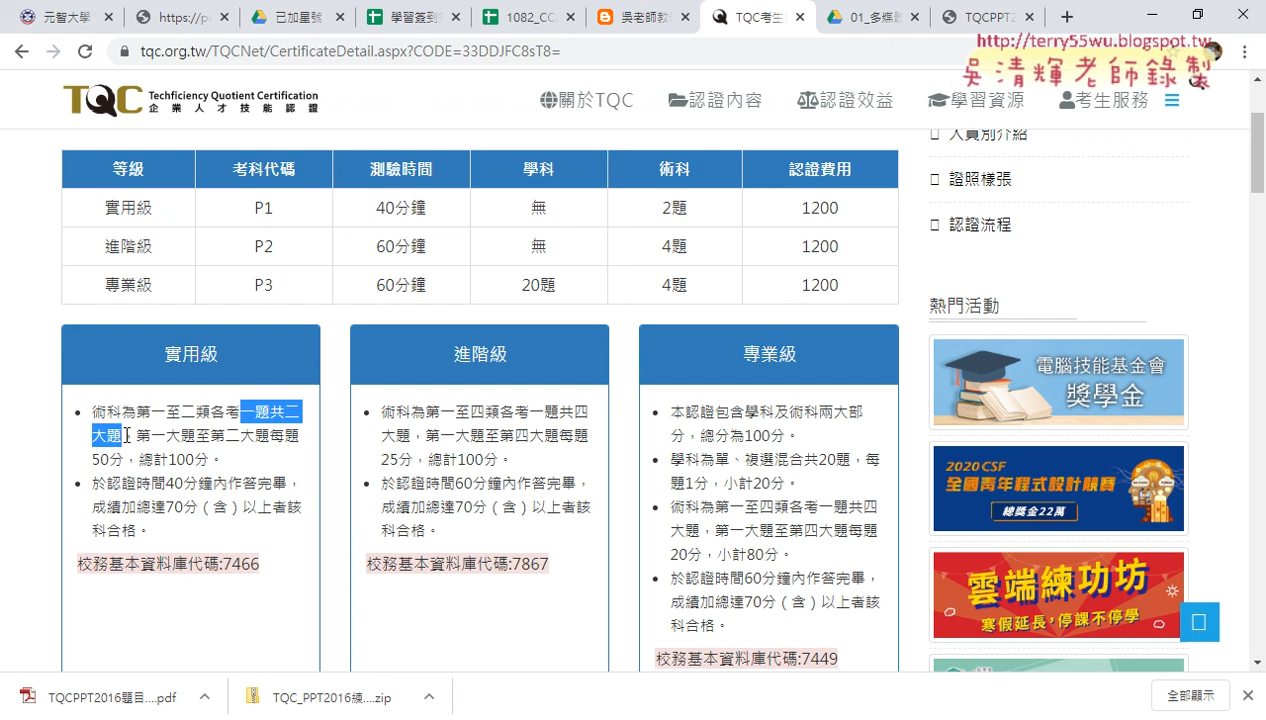 元智大學
https://p
已加星號
學習簽到
1082_CC
吳老師教
TQC考生
01_多媒
TQCPPT2
tqc.org.tw/TQCNet/CertificateDetail.aspx?CODE=33DDJFC8sT8=
http://terry55wu.blogspot.tw
吳清輝老師錄製
TQC Techficiency Quotient Certification
企業人才技能認證
關於TQC
認證內容
認證效益
學習資源
考生服務
等級 考科代碼 測驗時間 學科 術科 認證費用
實用級 P1 40分鐘 無 2題 1200
進階級 P2 60分鐘 無 4題 1200
專業級 P3 60分鐘 20題 4題 1200
實用級
術科為第一至二類各考一題共二
大題，第一大題至第二大題每題
50分，總計100分。
於認證時間40分鐘內作答完畢，
成績加總達70分（含）以上者該
科合格。
校務基本資料庫代碼:7466
進階級
術科為第一至四類各考一題共四
大題，第一大題至第四大題每題
25分，總計100分。
於認證時間60分鐘內作答完畢，
成績加總達70分（含）以上者該
科合格。
校務基本資料庫代碼:7867
專業級
本認證包含學科及術科兩大部
分，總分為100分。
學科為單、複選混合共20題，每
題1分，小計20分。
術科為第一至四類各考一題共四
大題，第一大題至第四大題每題
20分，小計80分。
於認證時間60分鐘內作答完畢，
成績加總達70分（含）以上者該
科合格。
校務基本資料庫代碼:7449
人員別介紹
證照樣張
認證流程
熱門活動
電腦技能基金會
獎學金
2020 CSF
全國青年程式設計競賽
總獎金22萬
雲端練功坊
寒假延長,停課不停學
TQCPPT2016題目....pdf
TQC_PPT2016練....zip
全部顯示